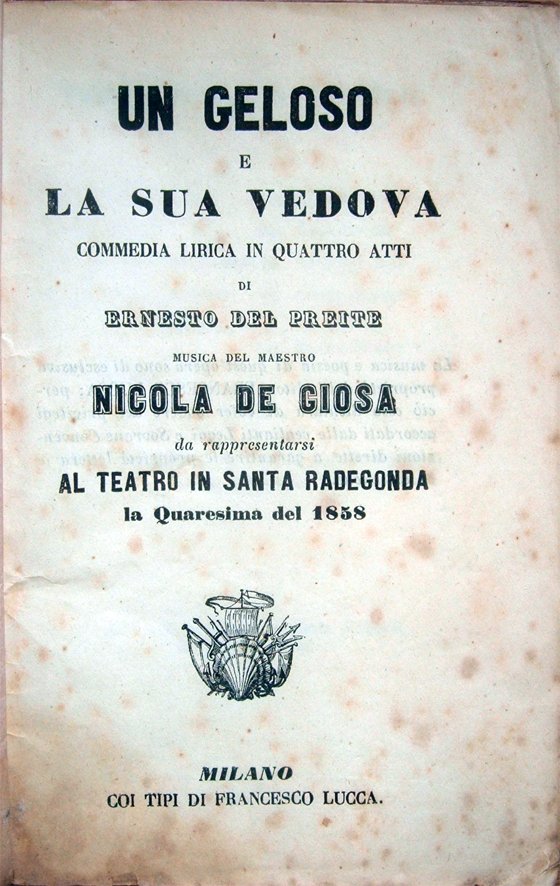 UN GELOSO
E
LA SUA VEDOVA
COMMEDIA LIRICA IN QUATTRO ATTI
DI
ERNESTO DEL PREITE
MUSICA DEL MAESTRO
NICOLA DE GIOSA
da rappresentarsi
AL TEATRO IN SANTA RADEGONDA
la Quaresima del 1858
MILANO
COI TIPI DI FRANCESCO LUCCA.